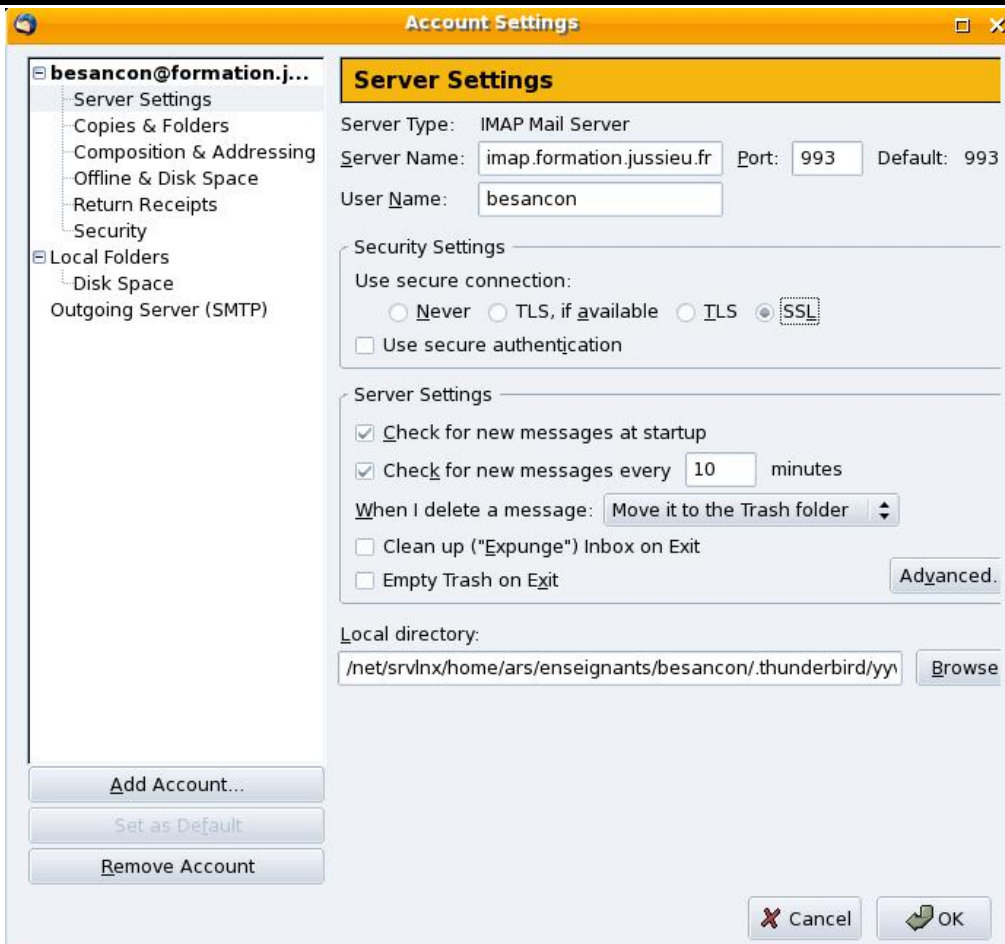 Account Settings
besancon@formation.j...
Server Settings
Copies & Folders
Composition & Addressing
Offline & Disk Space
Return Receipts
Security
Local Folders
Disk Space
Outgoing Server (SMTP)
Add Account...
Set as Default
Remove Account
Server Settings
Server Type: IMAP Mail Server
Server Name: imap.formation.jussieu.fr Port: 993 Default: 993
User Name: besancon
Security Settings
Use secure connection:
Never TLS, if available TLS SSL
Use secure authentication
Server Settings
Check for new messages at startup
Check for new messages every 10 minutes
When I delete a message: Move it to the Trash folder
Clean up ("Expunge") Inbox on Exit
Empty Trash on Exit
Advanced.
Local directory:
/net/srvlnx/home/ars/enseignants/besancon/.thunderbird/yyv Browse
Cancel OK